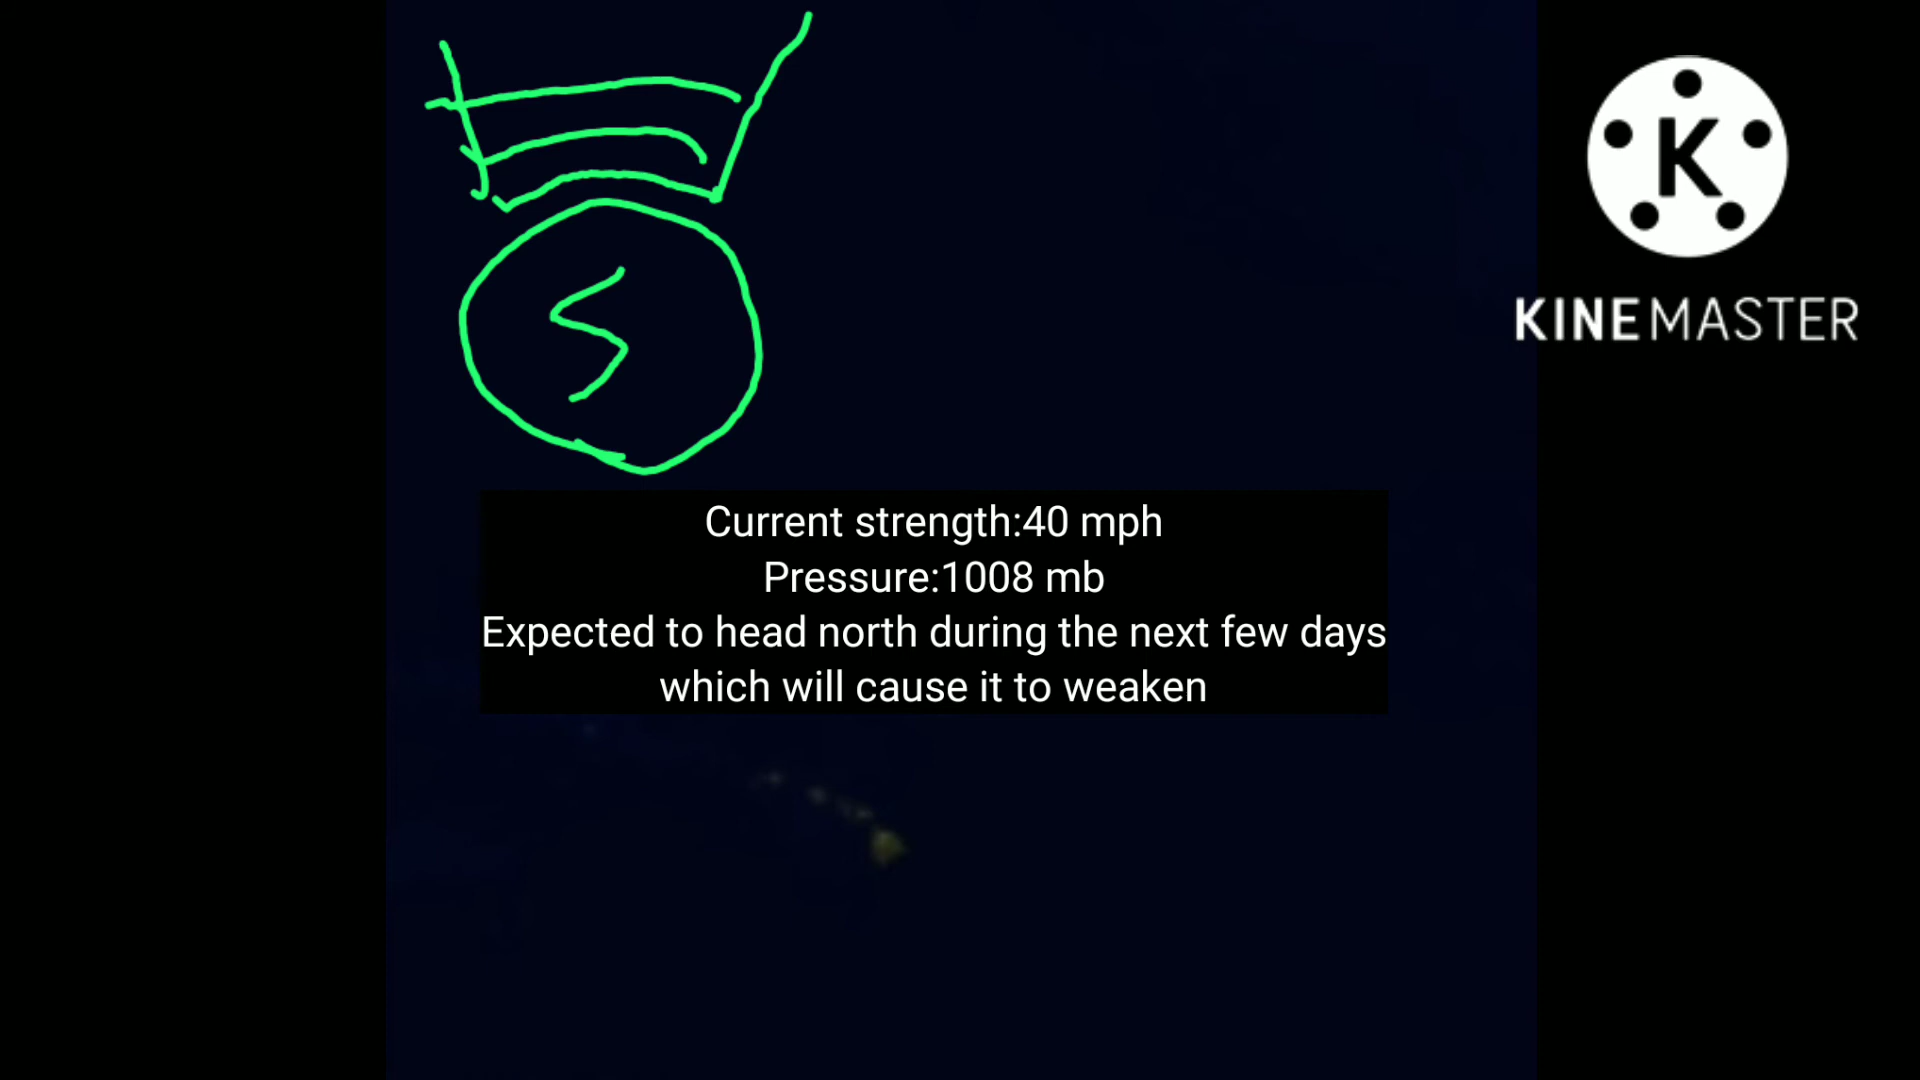 S
K
KINEMASTER
Current strength:40 mph
Pressure:1008 mb
Expected to head north during the next few days
which will cause it to weaken